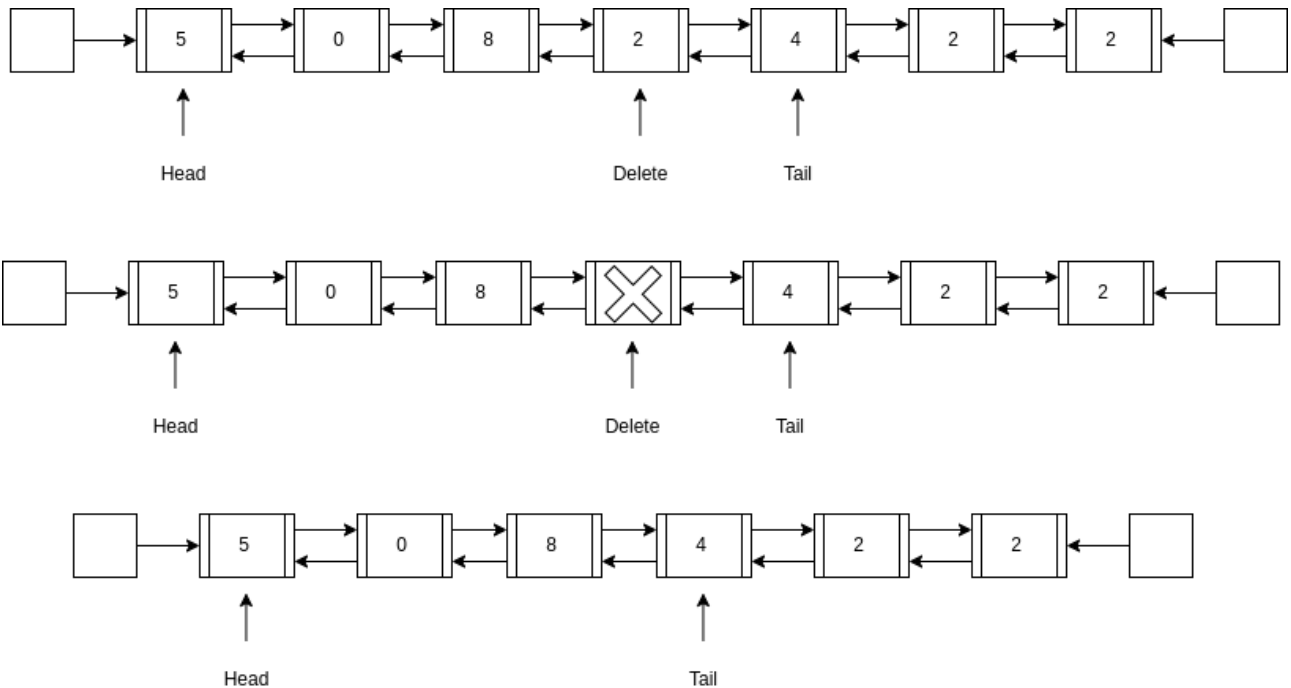 5 0 8 2 4 2 2
Head Delete Tail
5 0 8 4 2 2
Head Delete Tail
5 0 8 4 2 2
Head Tail